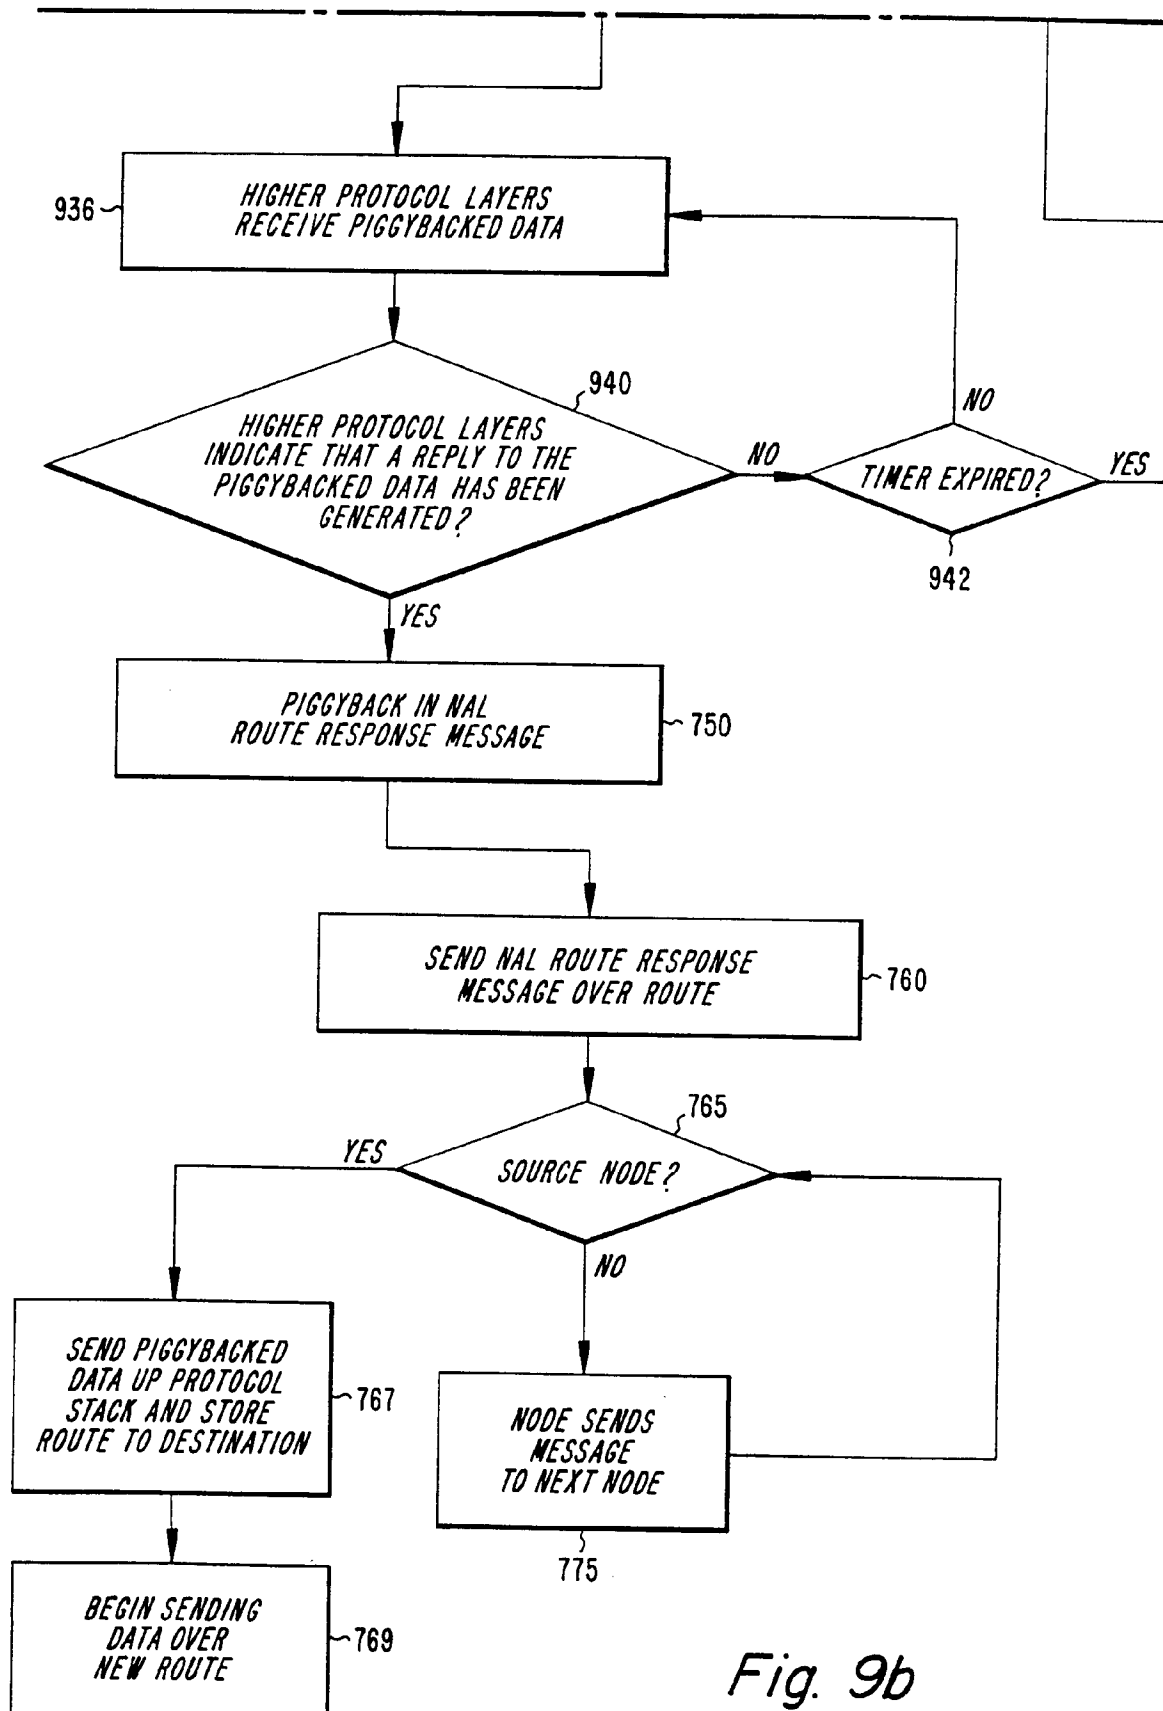 936
HIGHER PROTOCOL LAYERS
RECEIVE PIGGYBACKED DATA
940
HIGHER PROTOCOL LAYERS
INDICATE THAT A REPLY TO THE
PIGGYBACKED DATA HAS BEEN
GENERATED?
NO
TIMER EXPIRED?
NO
YES
942
YES
PIGGYBACK IN NAL
ROUTE RESPONSE MESSAGE
750
SEND NAL ROUTE RESPONSE
MESSAGE OVER ROUTE
760
765
YES
SOURCE NODE?
NO
SEND PIGGYBACKED
DATA UP PROTOCOL
STACK AND STORE
ROUTE TO DESTINATION
767
NODE SENDS
MESSAGE
TO NEXT NODE
775
BEGIN SENDING
DATA OVER
NEW ROUTE
769
Fig. 9b